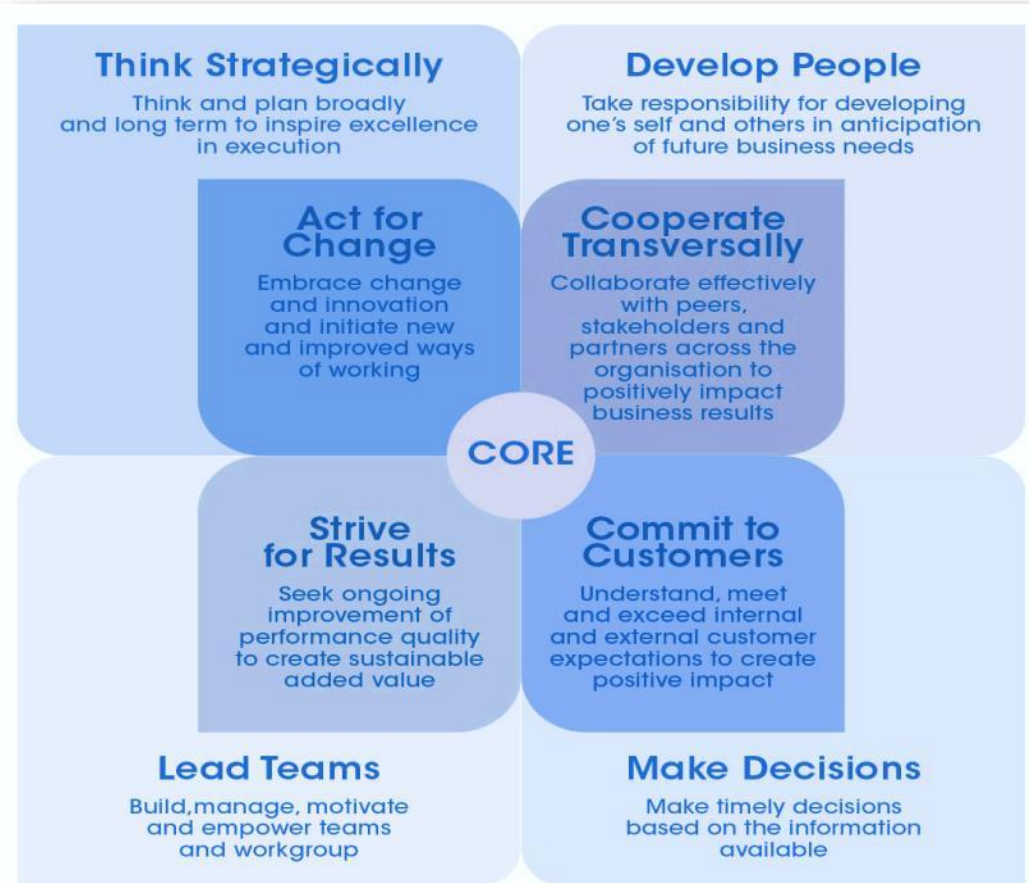 Think Strategically
Think and plan broadly
and long term to inspire excellence
in execution
Develop People
Take responsibility for developing
one's self and others in anticipation
of future business needs
Act for
Change
Embrace change
and innovation
and initiate new
and improved ways
of working
Cooperate
Transversally
Collaborate effectively
with peers,
stakeholders and
partners across the
organisation to
positively impact
business results
CORE
Strive
for Results
Seek ongoing
improvement of
performance quality
to create sustainable
added value
Commit to
Customers
Understand, meet
and exceed internal
and external customer
expectations to create
positive impact
Lead Teams
Build,manage, motivate
and empower teams
and workgroup
Make Decisions
Make timely decisions
based on the information
available